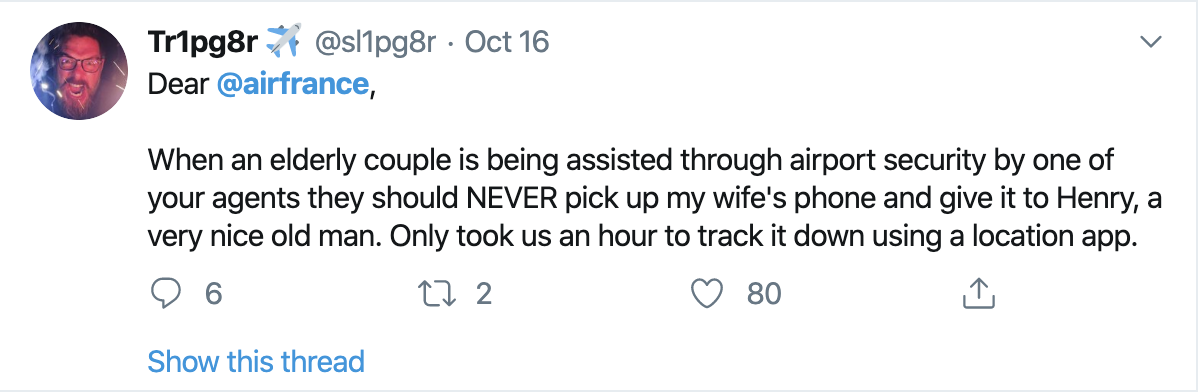 Tr1pg8r @sl1pg8r · Oct 16
Dear @airfrance,
When an elderly couple is being assisted through airport security by one of
your agents they should NEVER pick up my wife's phone and give it to Henry, a
very nice old man. Only took us an hour to track it down using a location app.
6 2 80
Show this thread